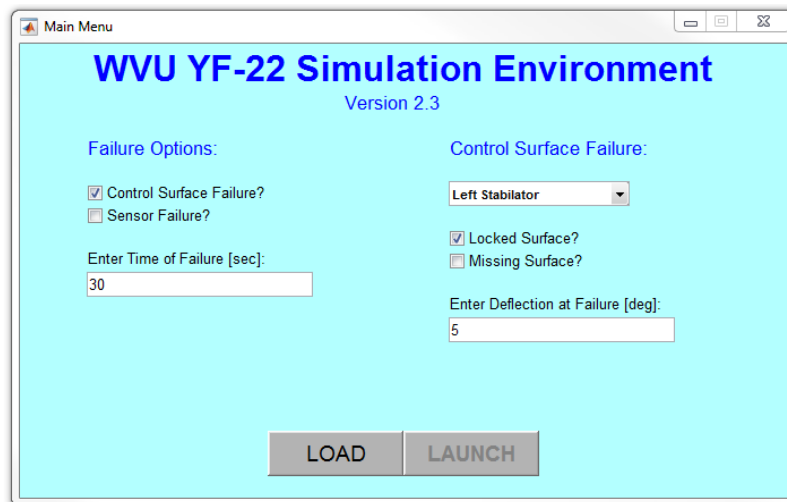 Main Menu
WVU YF-22 Simulation Environment
Version 2.3
Failure Options:
Control Surface Failure?
Sensor Failure?
Enter Time of Failure [sec]:
30
Control Surface Failure:
Left Stabilator
Locked Surface?
Missing Surface?
Enter Deflection at Failure [deg]:
5
LOAD
LAUNCH